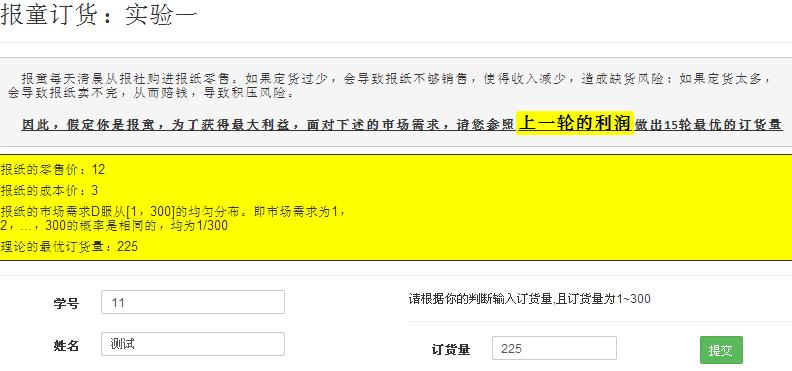 报童订货：实验一
报童每天清晨从报社购进报纸零售。如果定货过少，会导致报纸不够销售，使得收入减少，造成缺货风险；如果定货太多，
会导致报纸卖不完，从而赔钱，导致积压风险。
因此，假定你是报童，为了获得最大利益，面对下述的市场需求，请您参照上一轮的利润做出15轮最优的订货量
报纸的零售价：12
报纸的成本价：3
报纸的市场需求D服从[1，300]的均匀分布。即市场需求为1，
2，…，300的概率是相同的，均为1/300
理论的最优订货量：225
学号 11
姓名 测试
请根据你的判断输入订货量,且订货量为1~300
订货量 225 提交